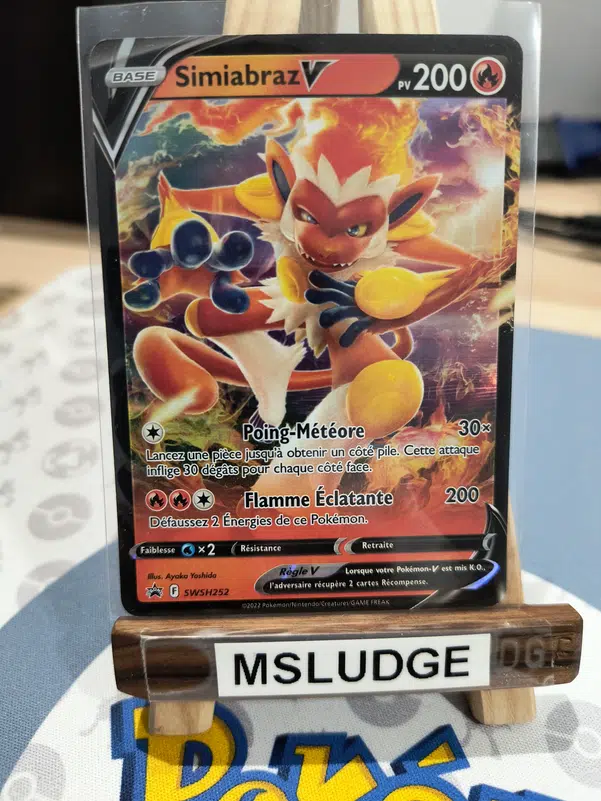 BASE SimiabrazV PV 200
Poing-Météore 30×
Lancez une pièce jusqu'à obtenir un côté pile. Cette attaque
inflige 30 dégâts pour chaque côté face.
Flamme Éclatante 200
Défaussez 2 Énergies de ce Pokémon.
Faiblesse ×2 Résistance Retraite
Illus. Ayaka Yoshida
Règle V Lorsque votre Pokémon-V est mis K.O.,
l'adversaire récupère 2 cartes Récompense.
F SWSH252
©2022 Pokémon/Nintendo/Creatures/GAME FREAK
MSLUDGE DGE
Poké